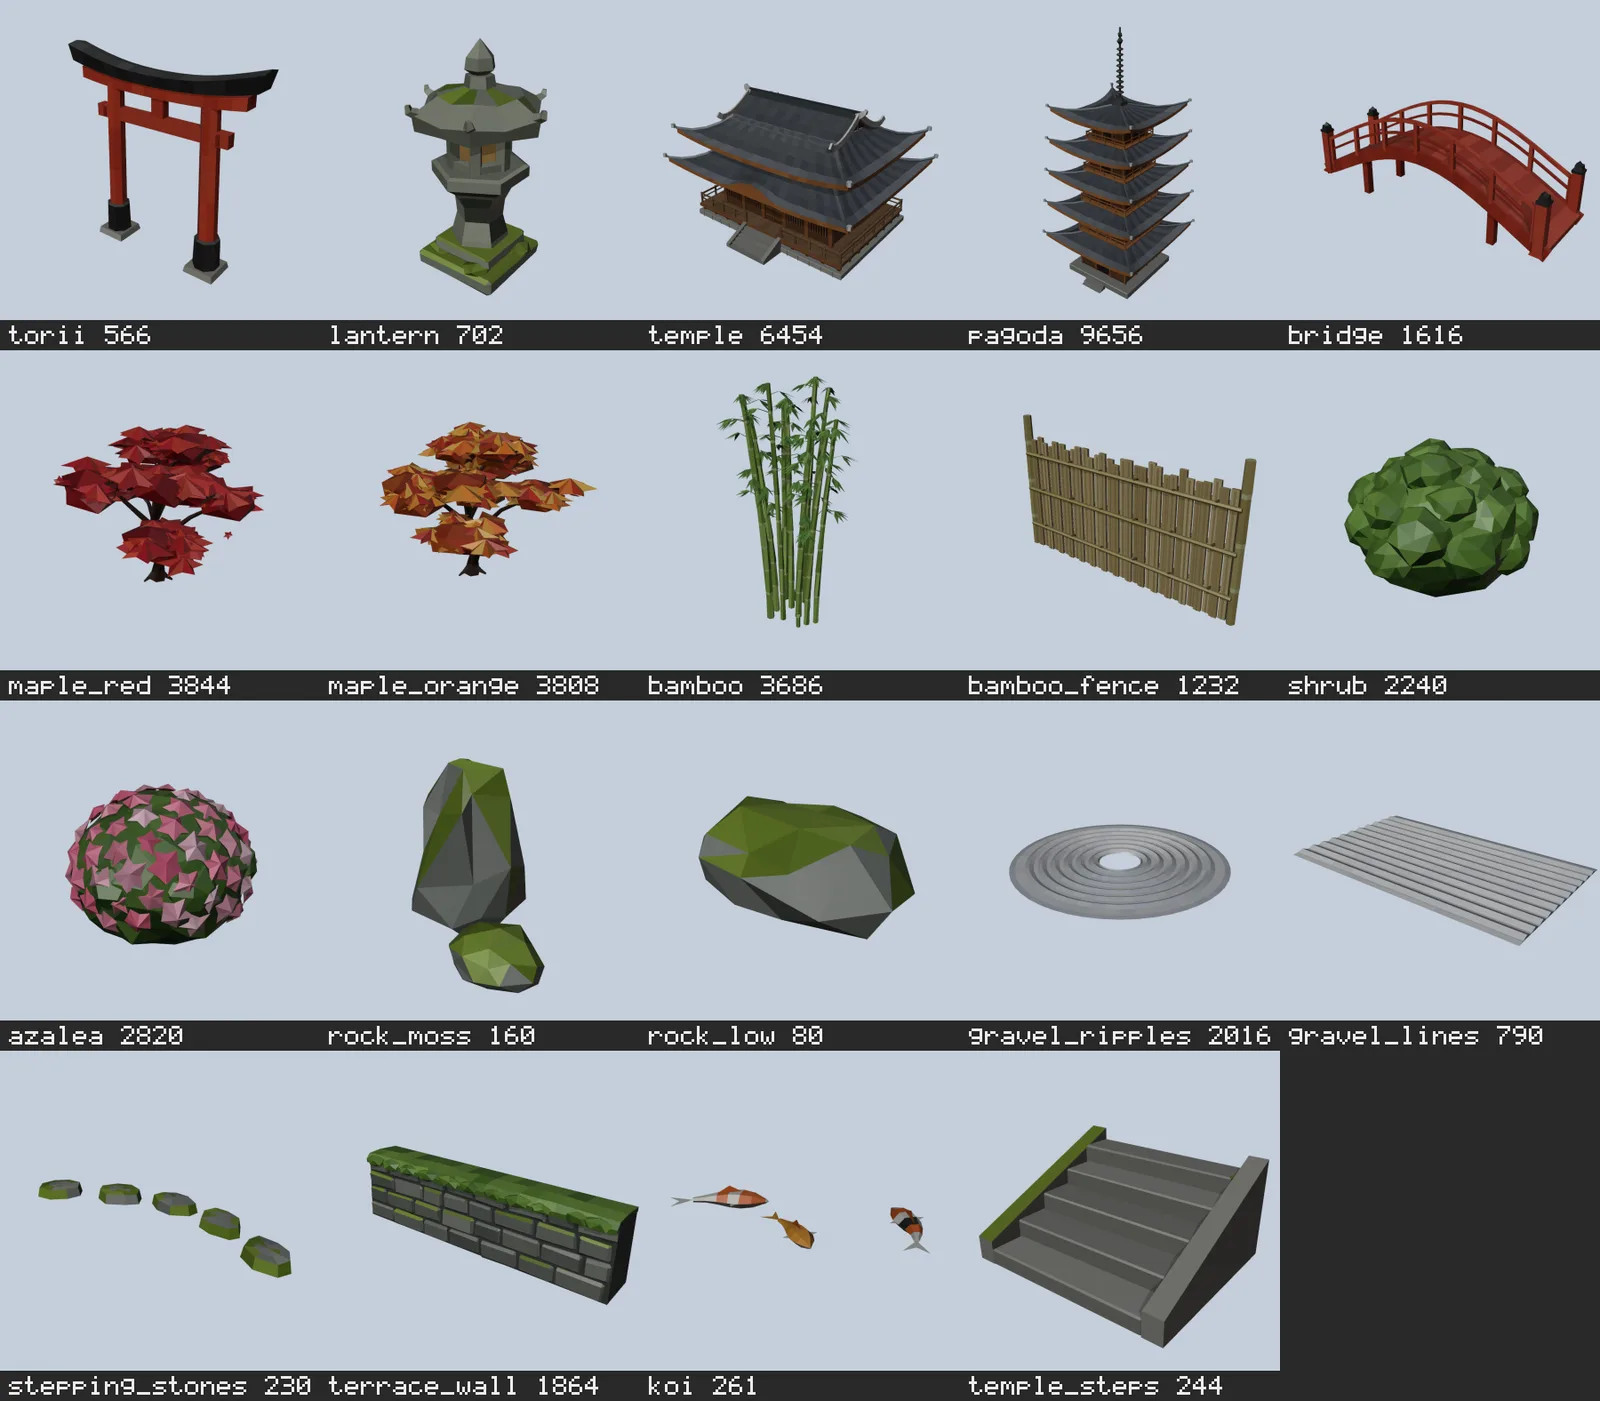 torii 566
lantern 702
temple 6454
pagoda 9656
bridge 1616
maple_red 3844
maple_orange 3808
bamboo 3686
bamboo_fence 1232
shrub 2240
azalea 2820
rock_moss 160
rock_low 80
gravel_ripples 2016
gravel_lines 790
stepping_stones 230
terrace_wall 1864
koi 261
temple_steps 244